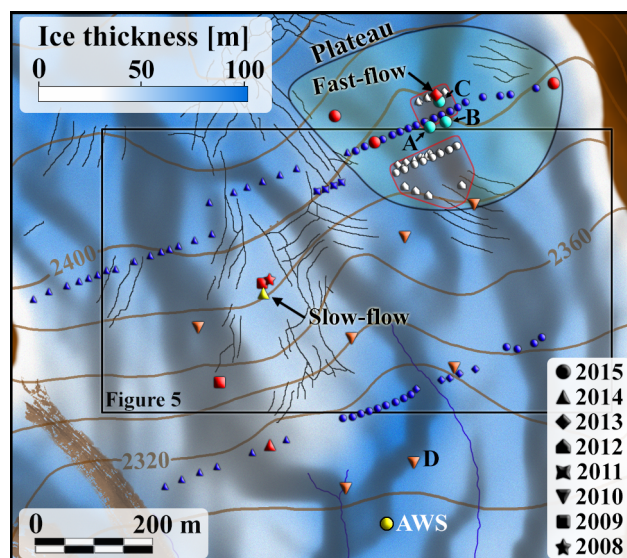 Ice thickness [m]
0 50 100
Plateau
Fast-flow
C
B
A
2400
2360
Slow-flow
Figure 5
2320
D
AWS
0 200 m
2015
2014
2013
2012
2011
2010
2009
2008